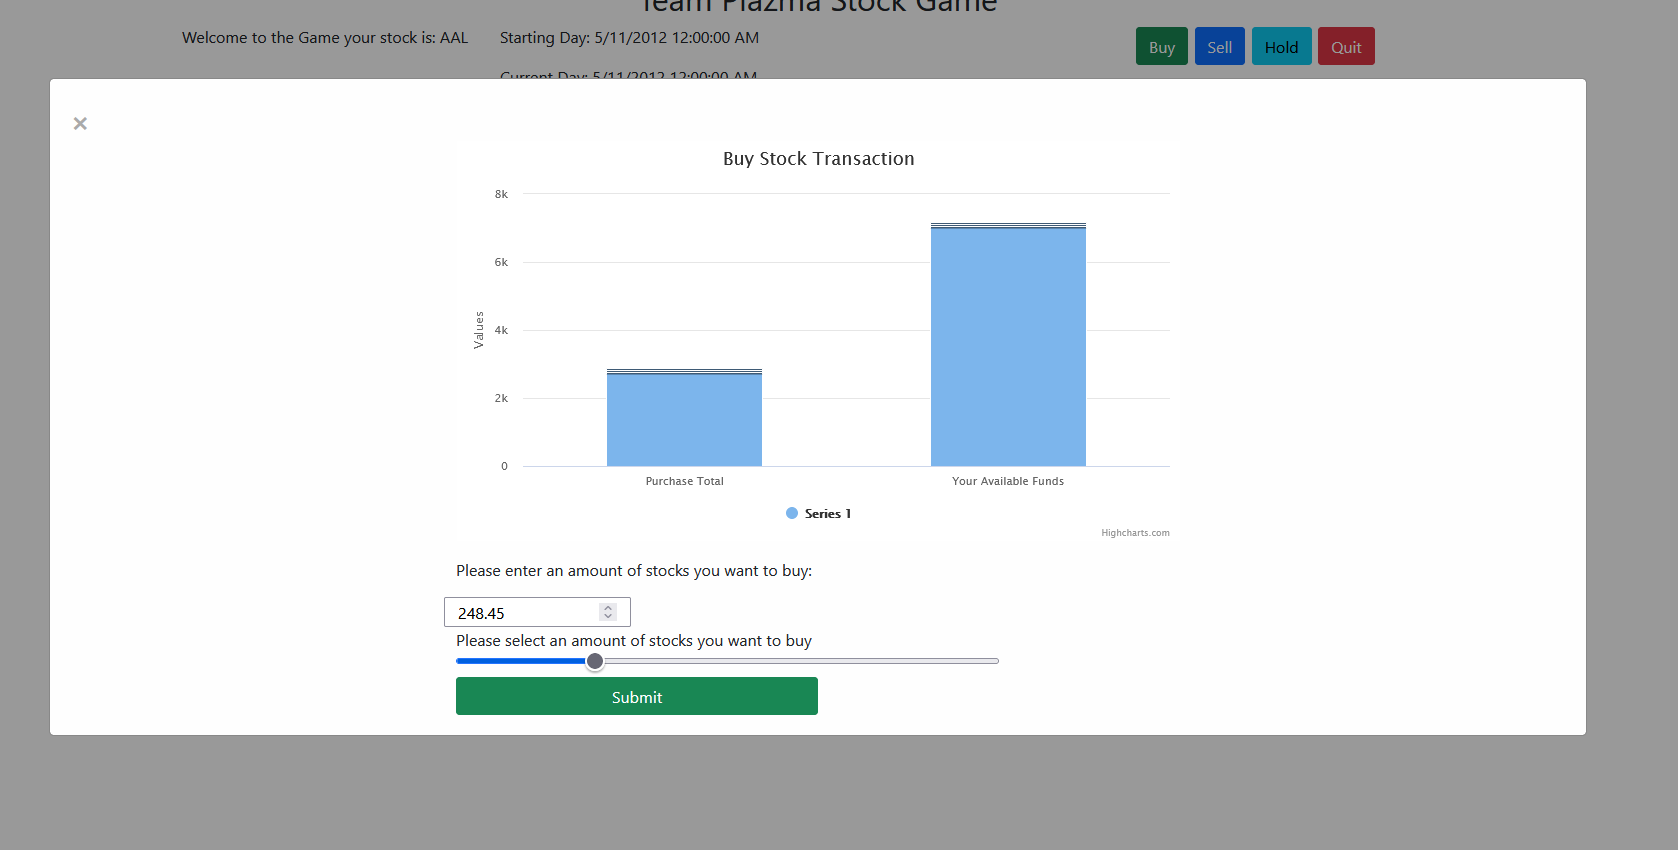 Team Plazma Stock Game
Welcome to the Game your stock is: AAL
Starting Day: 5/11/2012 12:00:00 AM
Buy
Sell
Hold
Quit
Current Day: 5/11/2012 12:00:00 AM
×
Buy Stock Transaction
Values
8k
6k
4k
2k
0
Purchase Total
Your Available Funds
Series 1
Highcharts.com
Please enter an amount of stocks you want to buy:
248.45
Please select an amount of stocks you want to buy
Submit